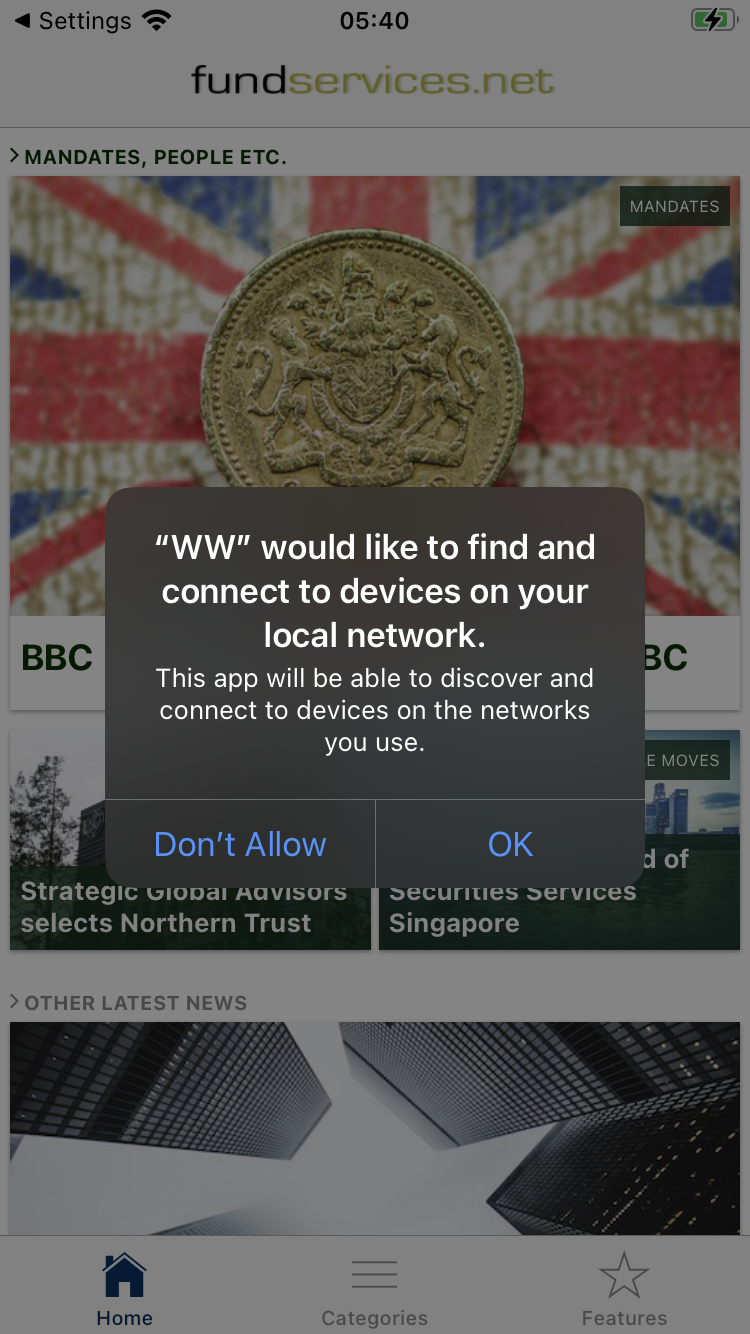 Settings
05:40
fundservices.net
MANDATES, PEOPLE ETC.
MANDATES
“WW” would like to find and
connect to devices on your
local network.
This app will be able to discover and
connect to devices on the networks
you use.
Don’t Allow
OK
BBC
BC
E MOVES
Strategic Global Advisors
selects Northern Trust
d of
Securities Services
Singapore
OTHER LATEST NEWS
Home
Categories
Features